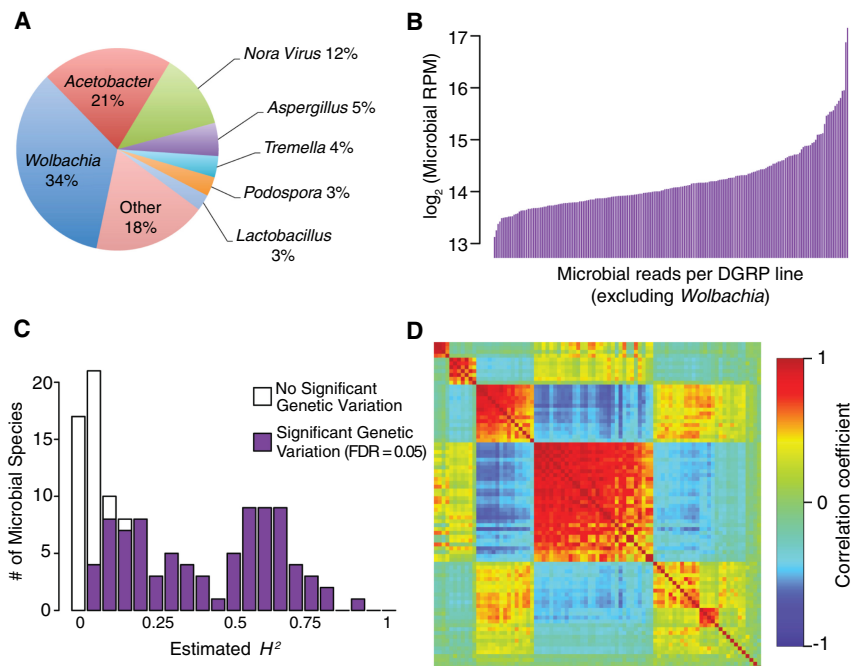 A
Acetobacter
21%
Wolbachia
34%
Other
18%
Nora Virus 12%
Aspergillus 5%
Tremella 4%
Podospora 3%
Lactobacillus
3%
B
log2 (Microbial RPM)
17
16
15
14
13
Microbial reads per DGRP line
(excluding Wolbachia)
C
# of Microbial Species
20
15
10
5
0
No Significant
Genetic Variation
Significant Genetic
Variation (FDR = 0.05)
0 0.25 0.5 0.75 1
Estimated H²
D
1
0
-1
Correlation coefficient